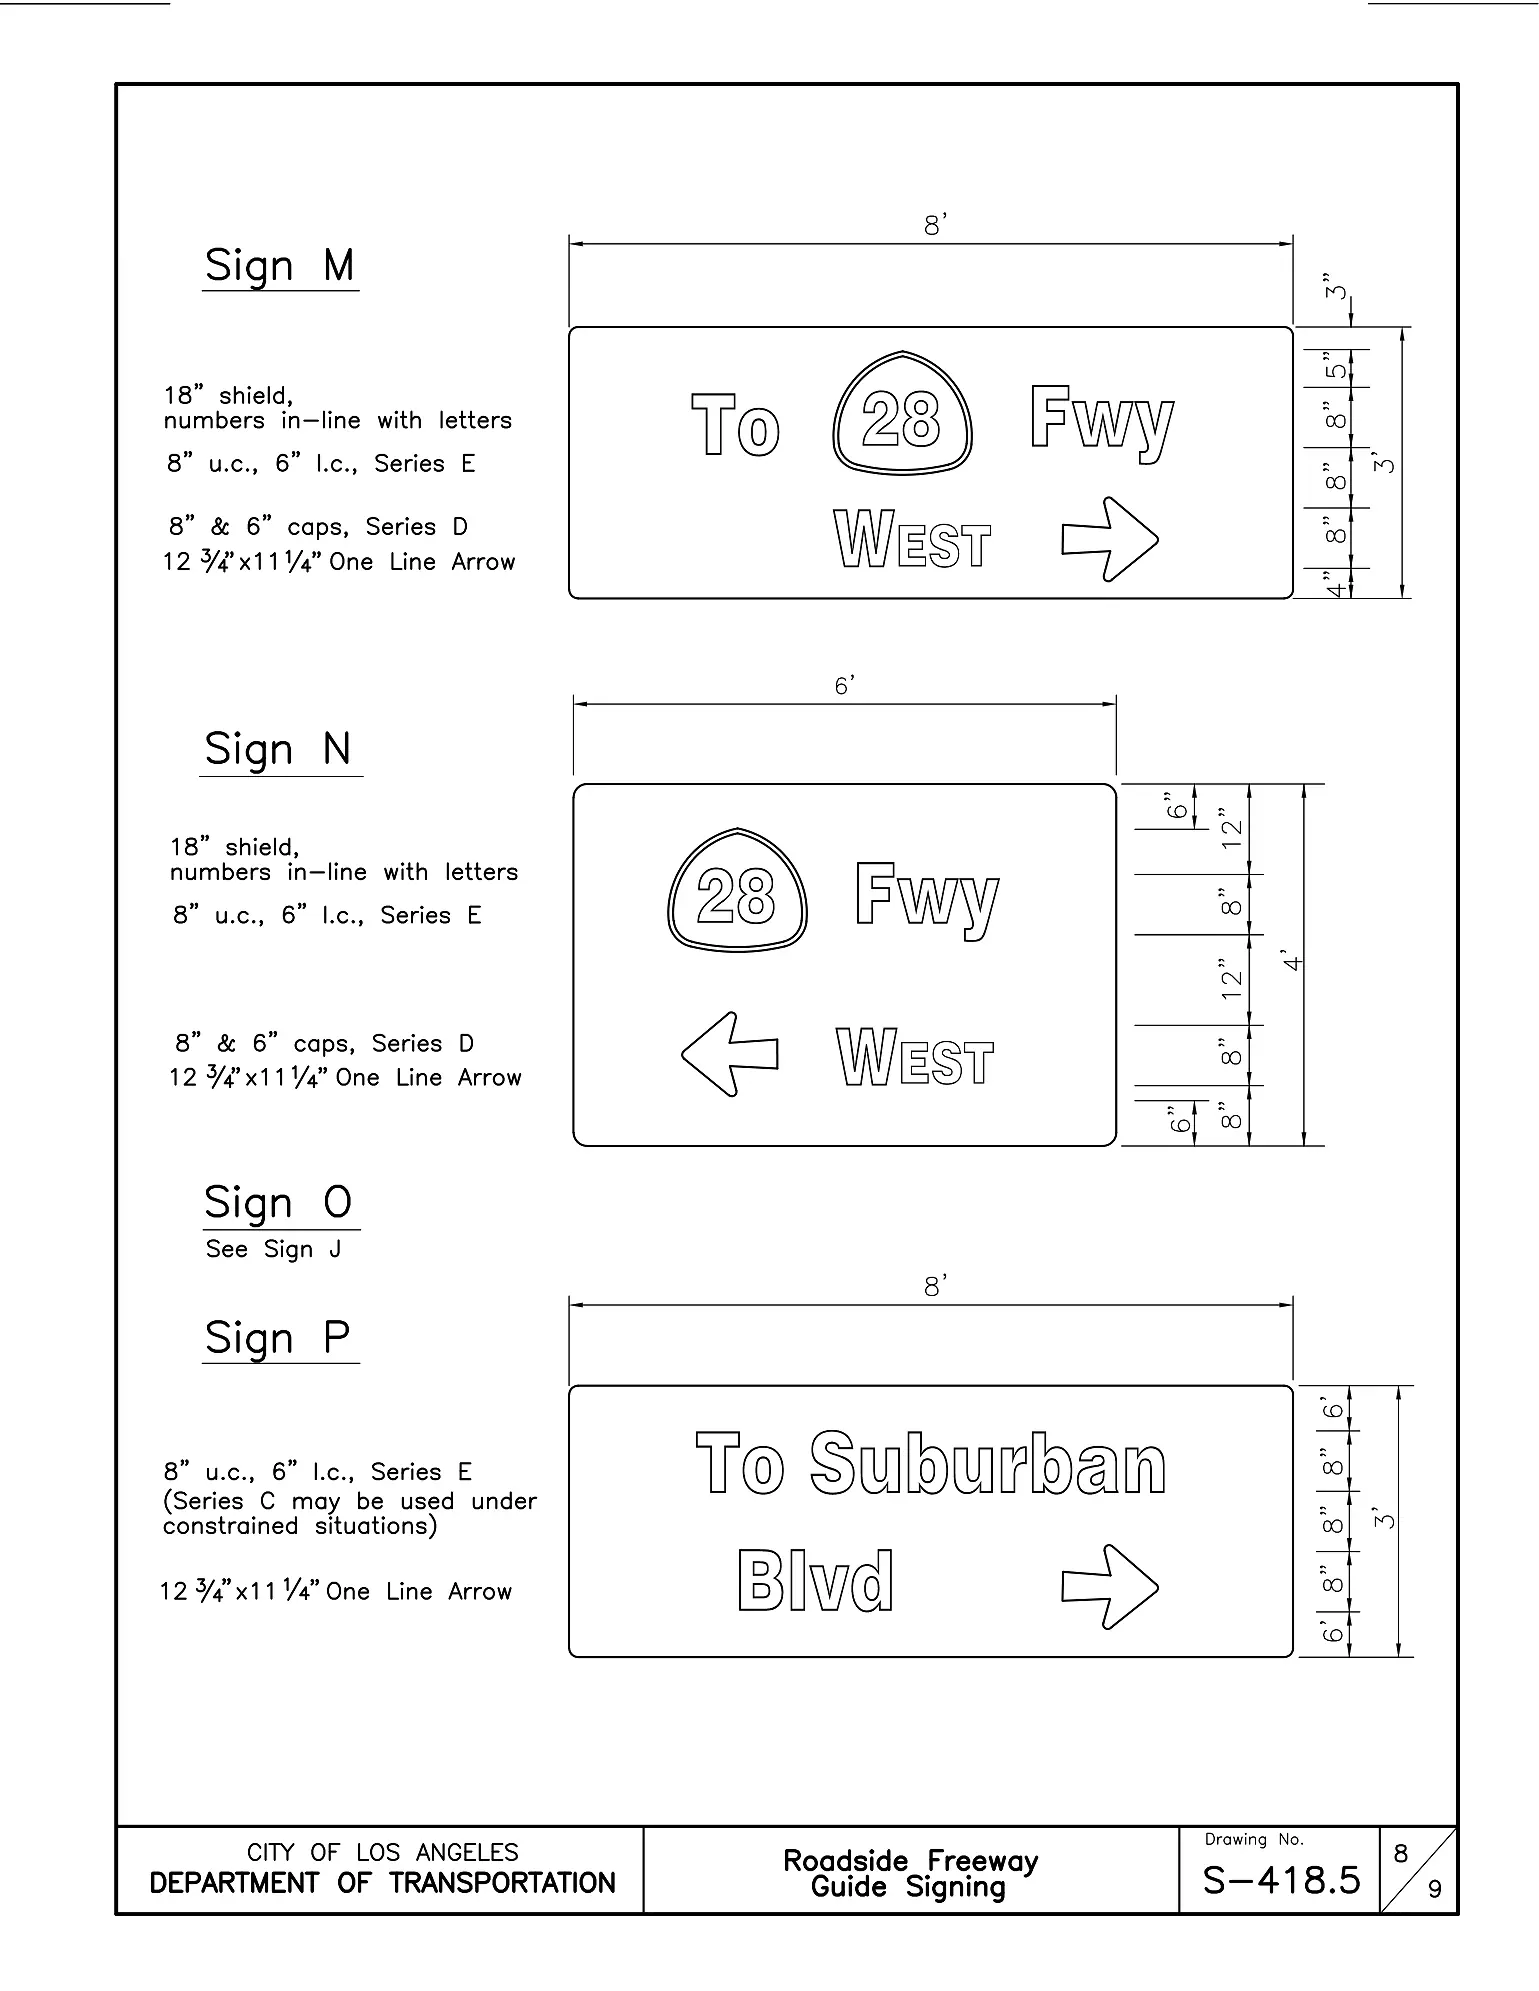 Sign M
18” shield,
numbers in–line with letters
8” u.c., 6” l.c., Series E
8” & 6” caps, Series D
12 3/4”x11 1/4” One Line Arrow
8’
To 28 Fwy
WEST
3”
5”
8”
8”
8”
4”
3’
Sign N
18” shield,
numbers in–line with letters
8” u.c., 6” l.c., Series E
8” & 6” caps, Series D
12 3/4”x11 1/4” One Line Arrow
6’
28 Fwy
WEST
6”
12”
8”
12”
8”
6”
8”
4’
Sign O
See Sign J
Sign P
8” u.c., 6” l.c., Series E
(Series C may be used under
constrained situations)
12 3/4”x11 1/4” One Line Arrow
8’
To Suburban
Blvd
6’
8”
8”
8”
6’
3’
CITY OF LOS ANGELES
DEPARTMENT OF TRANSPORTATION
Roadside Freeway
Guide Signing
Drawing No.
S–418.5
8
9